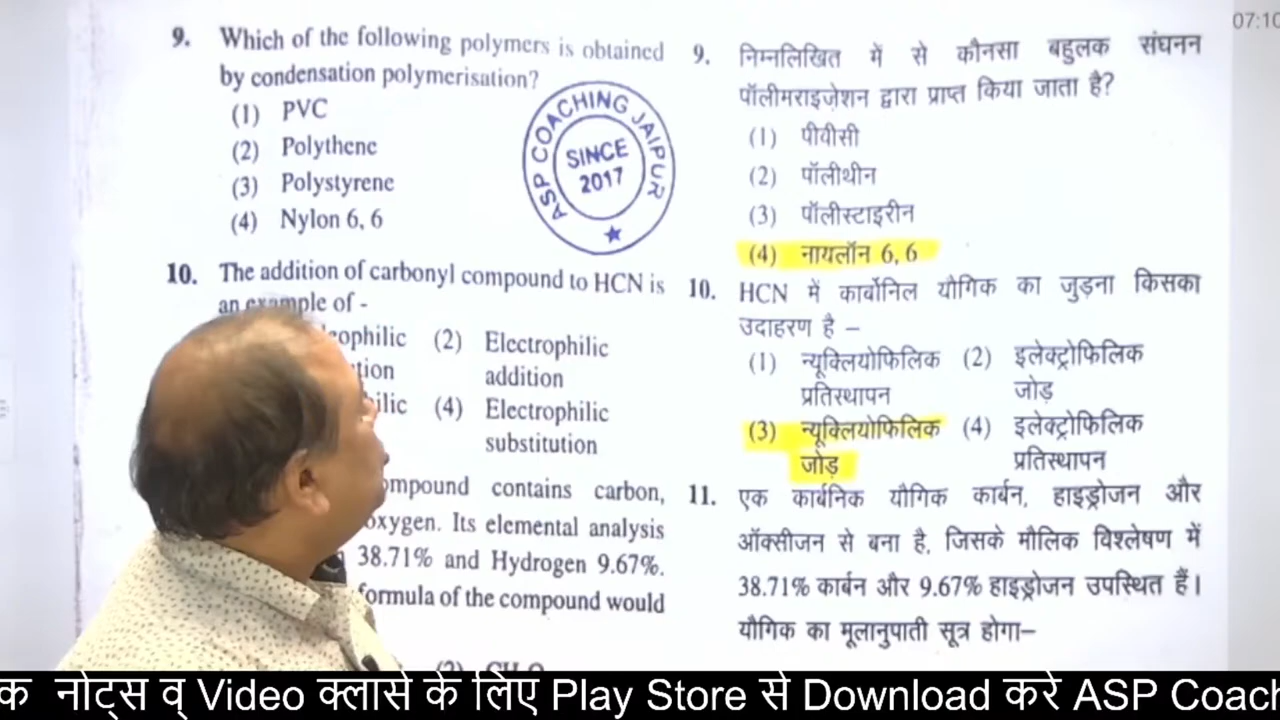 07:10
9. Which of the following polymers is obtained
by condensation polymerisation?
(1) PVC
(2) Polythene
(3) Polystyrene
(4) Nylon 6, 6
ASP COACHING JAIPUR
SINCE
2017
10. The addition of carbonyl compound to HCN is
an example of -
(2) Electrophilic
addition
(4) Electrophilic
substitution
contains carbon,
oxygen. Its elemental analysis
38.71% and Hydrogen 9.67%.
formula of the compound would
9. निम्नलिखित में से कौनसा बहुलक संघनन
पॉलीमराइज़ेशन द्वारा प्राप्त किया जाता है?
(1) पीवीसी
(2) पॉलीथीन
(3) पॉलीस्टाइरीन
(4) नायलॉन 6, 6
10. HCN में कार्बोनिल यौगिक का जुड़ना किसका
उदाहरण है –
(1) न्यूक्लियोफिलिक (2) इलेक्ट्रोफिलिक
प्रतिस्थापन जोड़
(3) न्यूक्लियोफिलिक (4) इलेक्ट्रोफिलिक
जोड़ प्रतिस्थापन
11. एक कार्बनिक यौगिक कार्बन, हाइड्रोजन और
ऑक्सीजन से बना है, जिसके मौलिक विश्लेषण में
38.71% कार्बन और 9.67% हाइड्रोजन उपस्थित हैं।
यौगिक का मूलानुपाती सूत्र होगा–
नोट्स व् Video क्लासे के लिए Play Store से Download करे ASP